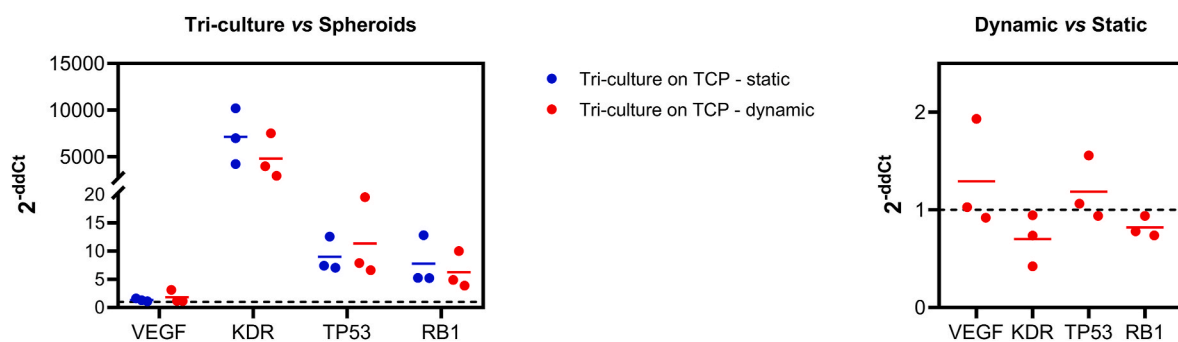 Tri-culture vs Spheroids
2^-ddCt
15000
10000
5000
20
15
10
5
0
VEGF KDR TP53 RB1
Tri-culture on TCP - static
Tri-culture on TCP - dynamic
Dynamic vs Static
2^-ddCt
2
1
0
VEGF KDR TP53 RB1